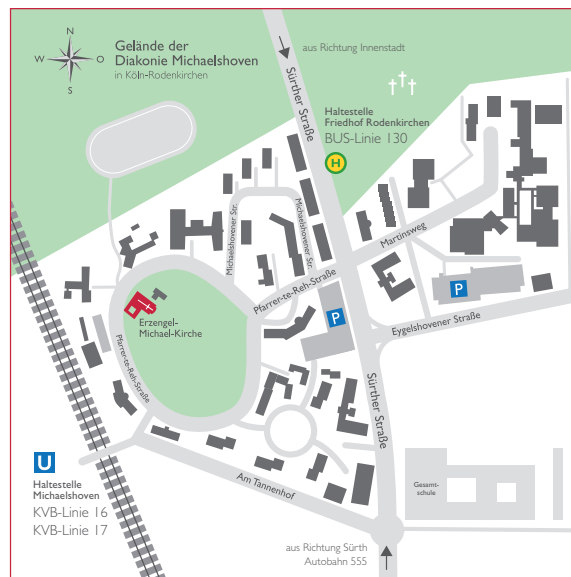 N
W
O
S
Gelände der
Diakonie Michaelshoven
in Köln-Rodenkirchen
aus Richtung Innenstadt
Sürther Straße
Haltestelle
Friedhof Rodenkirchen
BUS-Linie 130
H
Michaelshovener Str.
Michaelshovener Str.
Martinsweg
Pfarrer-te-Reh-Straße
P
P
Eygelshovener Straße
Erzengel-
Michael-Kirche
Pfarrer-te-Reh-Straße
Sürther Straße
U
Haltestelle
Michaelshoven
KVB-Linie 16
KVB-Linie 17
Am Tannenhof
Gesamt-
schule
aus Richtung Sürth
Autobahn 555